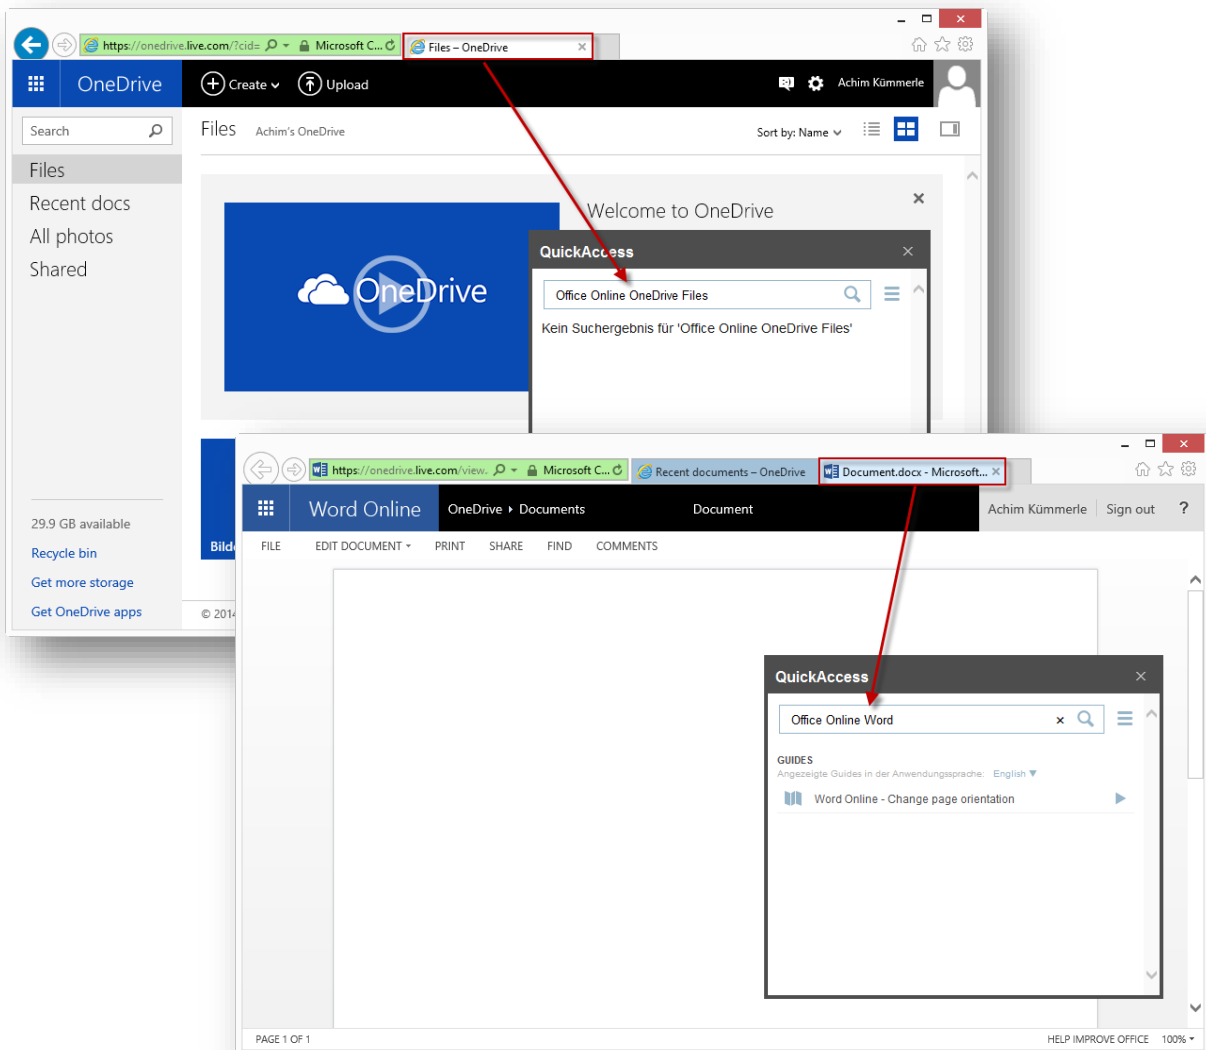 https://onedrive.live.com/?cid=
Microsoft C...
Files – OneDrive
OneDrive
Create
Upload
Achim Kümmerle
Search
Files
Achim's OneDrive
Sort by: Name
Files
Recent docs
All photos
Shared
Welcome to OneDrive
OneDrive
QuickAccess
Office Online OneDrive Files
Kein Suchergebnis für 'Office Online OneDrive Files'
29.9 GB available
Recycle bin
Get more storage
Get OneDrive apps
© 2014
https://onedrive.live.com/view.
Microsoft C...
Recent documents – OneDrive
Document.docx - Microsoft...
Word Online
OneDrive ▸ Documents
Document
Achim Kümmerle
Sign out
?
FILE
EDIT DOCUMENT
PRINT
SHARE
FIND
COMMENTS
QuickAccess
Office Online Word
GUIDES
Angezeigte Guides in der Anwendungssprache: English ▼
Word Online - Change page orientation
PAGE 1 OF 1
HELP IMPROVE OFFICE
100%